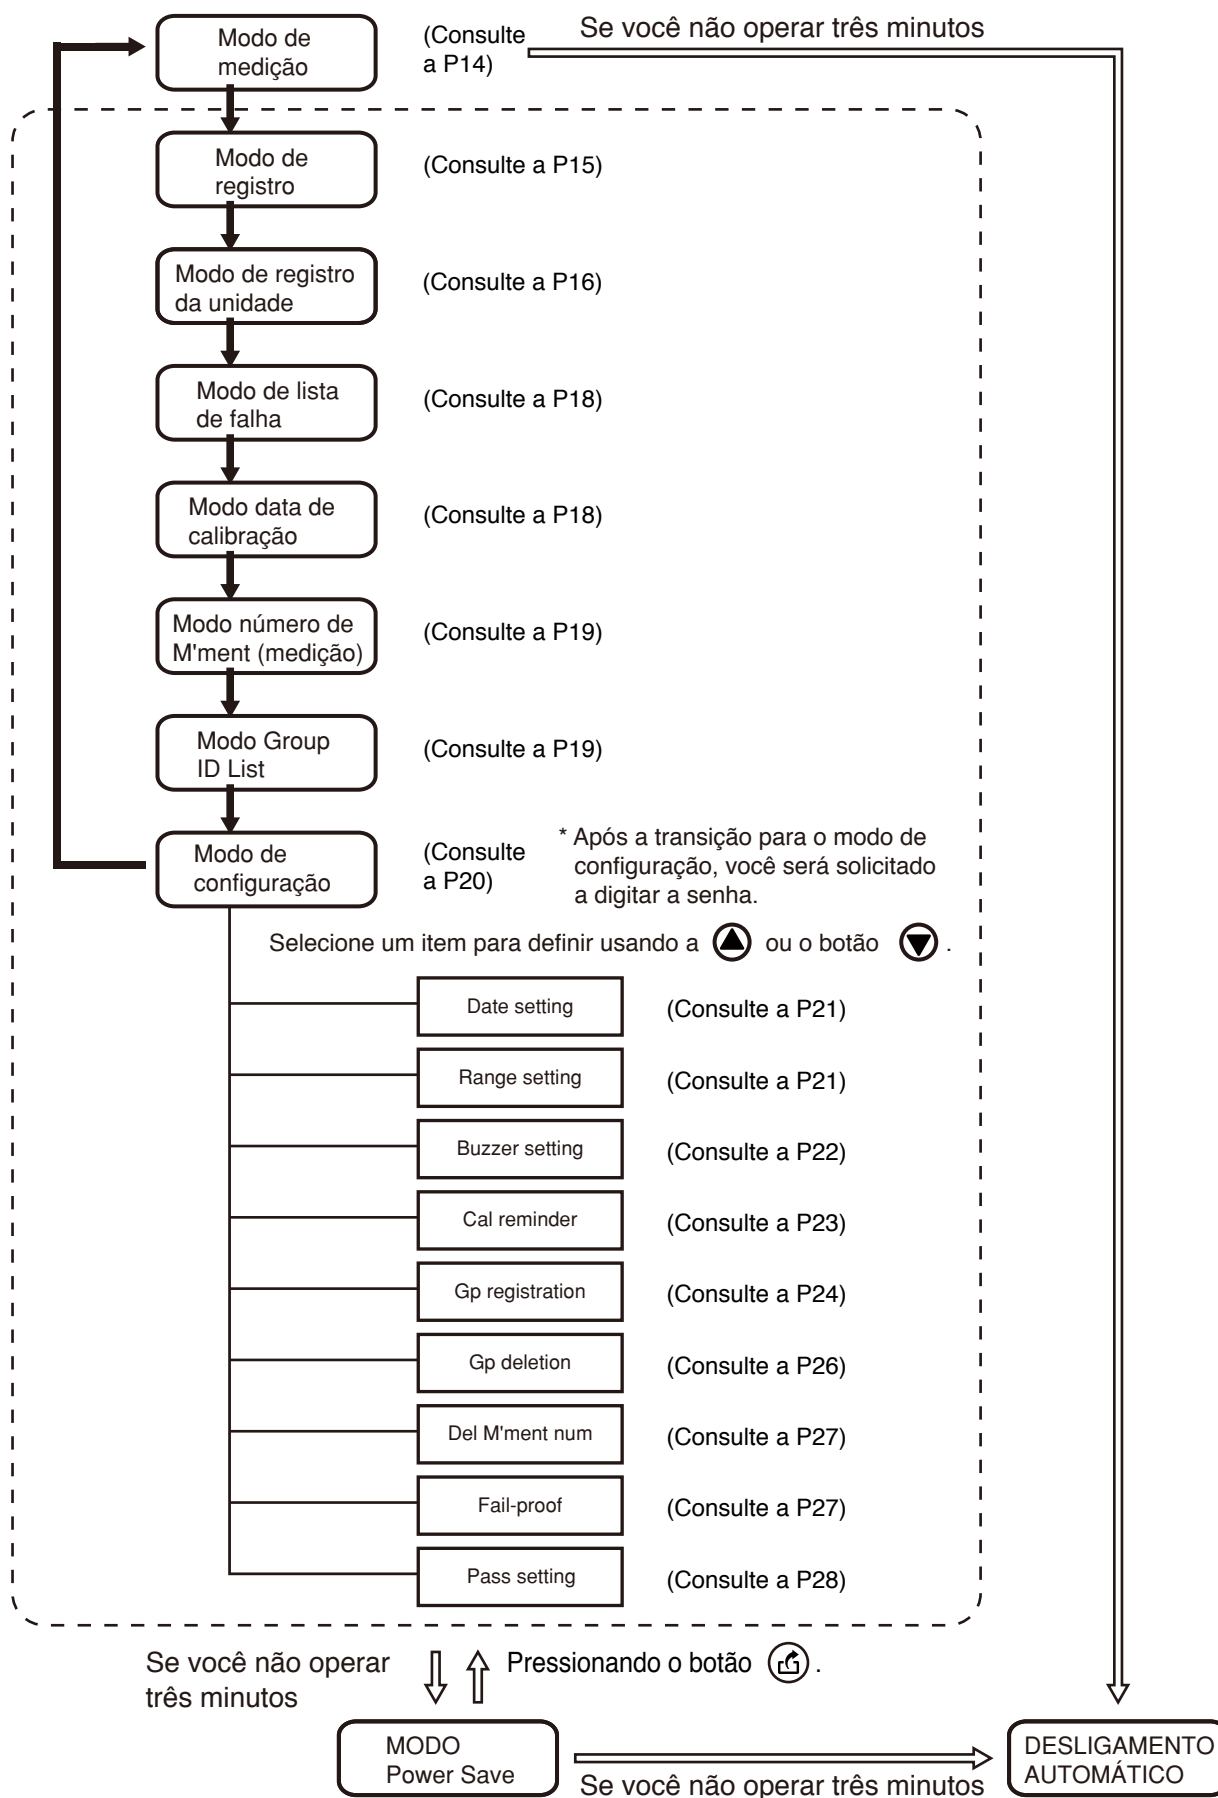 Modo de
medição
(Consulte
a P14)
Se você não operar três minutos
Modo de
registro
(Consulte a P15)
Modo de registro
da unidade
(Consulte a P16)
Modo de lista
de falha
(Consulte a P18)
Modo data de
calibração
(Consulte a P18)
Modo número de
M'ment (medição)
(Consulte a P19)
Modo Group
ID List
(Consulte a P19)
Modo de
configuração
(Consulte
a P20)
* Após a transição para o modo de
configuração, você será solicitado
a digitar a senha.
Selecione um item para definir usando a ou o botão .
Date setting
(Consulte a P21)
Range setting
(Consulte a P21)
Buzzer setting
(Consulte a P22)
Cal reminder
(Consulte a P23)
Gp registration
(Consulte a P24)
Gp deletion
(Consulte a P26)
Del M'ment num
(Consulte a P27)
Fail-proof
(Consulte a P27)
Pass setting
(Consulte a P28)
Se você não operar
três minutos
Pressionando o botão .
MODO
Power Save
Se você não operar três minutos
DESLIGAMENTO
AUTOMÁTICO